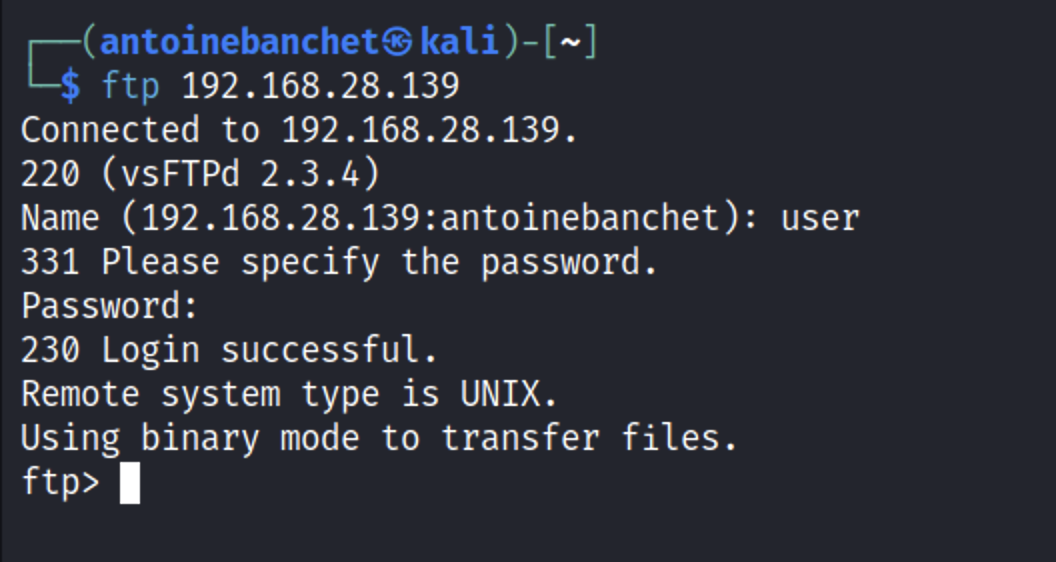 ┌──(antoinebanchet㉿kali)-[~]
└─$ ftp 192.168.28.139
Connected to 192.168.28.139.
220 (vsFTPd 2.3.4)
Name (192.168.28.139:antoinebanchet): user
331 Please specify the password.
Password:
230 Login successful.
Remote system type is UNIX.
Using binary mode to transfer files.
ftp>